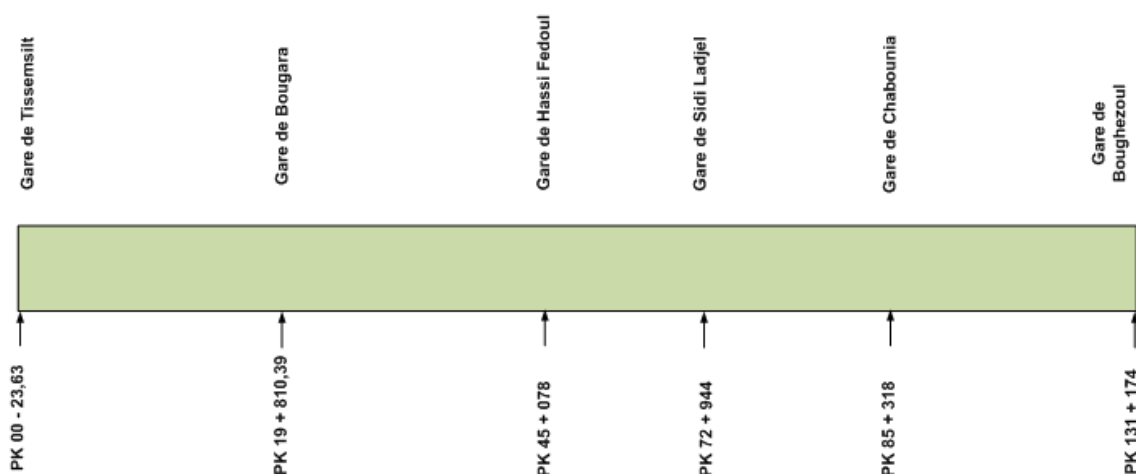 Gare de Tissemsilt
Gare de Bougara
Gare de Hassi Fedoul
Gare de Sidi Ladjel
Gare de Chabounia
Gare de
Boughezoul
PK 00 - 23,63
PK 19 + 810,39
PK 45 + 078
PK 72 + 944
PK 85 + 318
PK 131 + 174